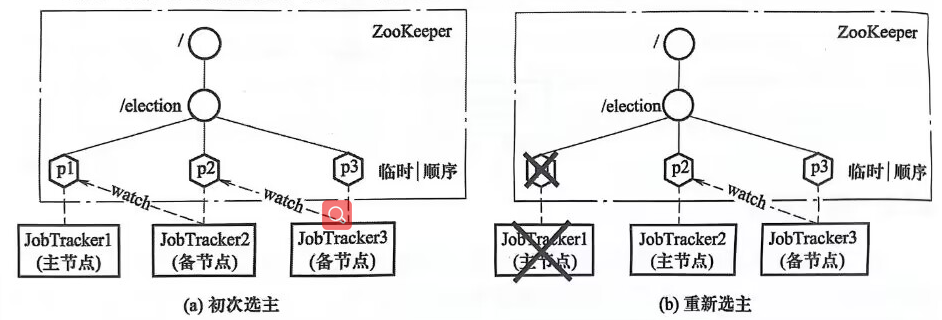 ZooKeeper
/
/election
p1
p2
p3
临时|顺序
watch
watch
JobTracker1
(主节点)
JobTracker2
(备节点)
JobTracker3
(备节点)
(a) 初次选主
ZooKeeper
/
/election
p2
p3
临时|顺序
watch
JobTracker1
(主节点)
JobTracker2
(主节点)
JobTracker3
(备节点)
(b) 重新选主